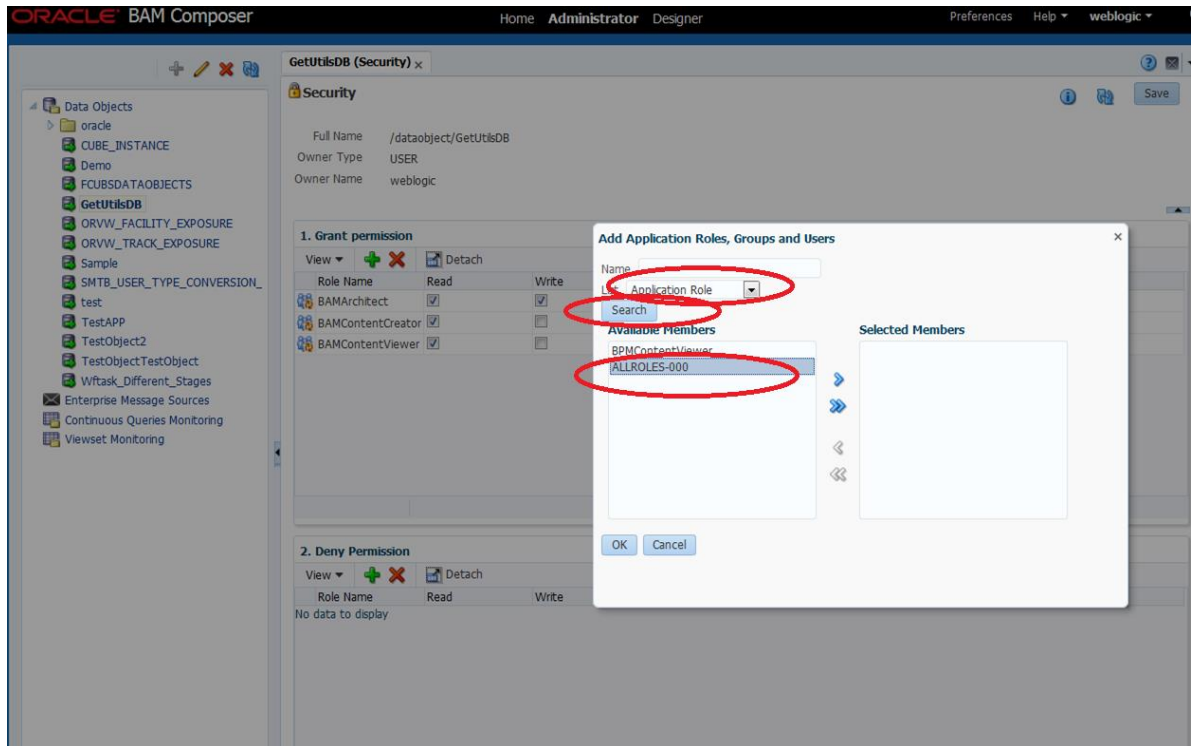 ORACLE BAM Composer
Home Administrator Designer
Preferences Help weblogic
GetUtilsDB (Security) x
Security
Save
Full Name /dataobject/GetUtilsDB
Owner Type USER
Owner Name weblogic
Data Objects
oracle
CUBE_INSTANCE
Demo
FCUBSDATAOBJECTS
GetUtilsDB
ORVW_FACILITY_EXPOSURE
ORVW_TRACK_EXPOSURE
Sample
SMTB_USER_TYPE_CONVERSION_
test
TestAPP
TestObject2
TestObjectTestObject
Wftask_Different_Stages
Enterprise Message Sources
Continuous Queries Monitoring
Viewset Monitoring
1. Grant permission
View Detach
Role Name Read Write
BAMArchitect
BAMContentCreator
BAMContentViewer
2. Deny Permission
View Detach
Role Name Read Write
No data to display
Add Application Roles, Groups and Users
Name
Application Role
Search
Available Members
Selected Members
BPMContentViewer
ALLROLES-000
OK Cancel